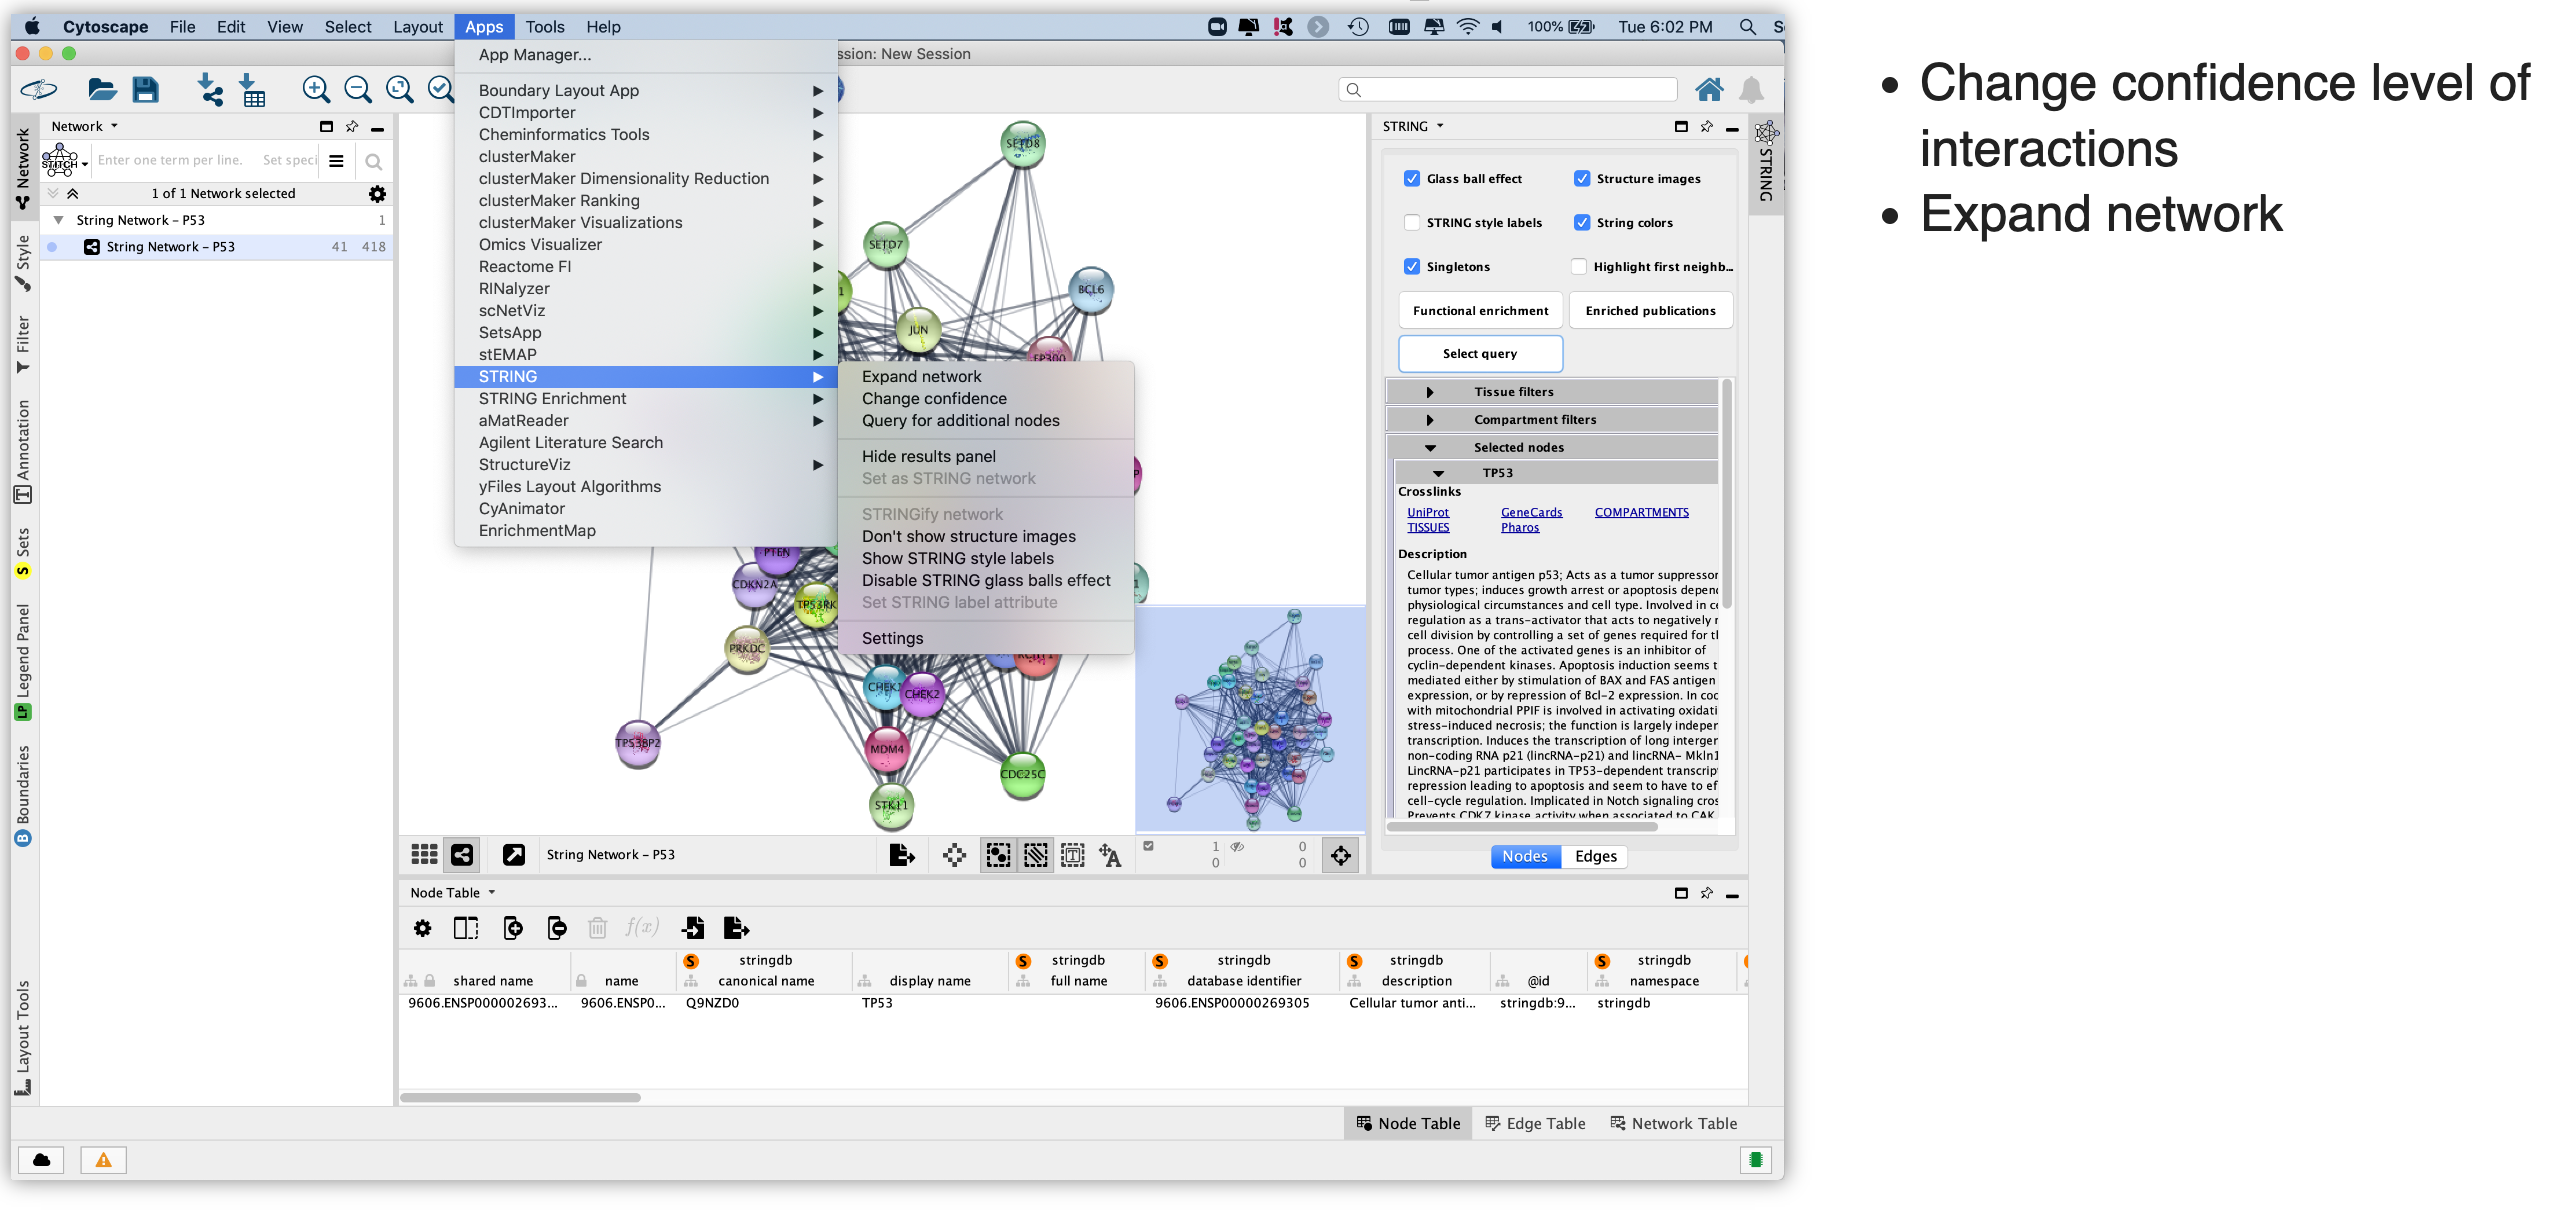 Cytoscape File Edit View Select Layout Apps Tools Help 100% Tue 6:02 PM
ssion: New Session
App Manager...
Boundary Layout App
CDTImporter
Cheminformatics Tools
clusterMaker
clusterMaker Dimensionality Reduction
clusterMaker Ranking
clusterMaker Visualizations
Omics Visualizer
Reactome FI
RINalyzer
scNetViz
SetsApp
stEMAP
STRING
STRING Enrichment
aMatReader
Agilent Literature Search
StructureViz
yFiles Layout Algorithms
CyAnimator
EnrichmentMap
Expand network
Change confidence
Query for additional nodes
Hide results panel
Set as STRING network
STRINGify network
Don't show structure images
Show STRING style labels
Disable STRING glass balls effect
Set STRING label attribute
Settings
Network
STITCH Enter one term per line. Set speci
1 of 1 Network selected
String Network – P53 1
String Network – P53 41 418
Network
Style
Filter
Annotation
Sets
Legend Panel
Boundaries
Layout Tools
SETD8
SETD7
BCL6
JUN
EP300
PTEN
CDKN2A
TP53RK
PRKDC
CHEK1
CHEK2
TP53BP2
MDM4
CDC25C
STK11
String Network – P53
1 0
0 0
STRING
STRING
Glass ball effect Structure images
STRING style labels String colors
Singletons Highlight first neighb...
Functional enrichment Enriched publications
Select query
Tissue filters
Compartment filters
Selected nodes
TP53
Crosslinks
UniProt GeneCards COMPARTMENTS
TISSUES Pharos
Description
Cellular tumor antigen p53; Acts as a tumor suppressor
tumor types; induces growth arrest or apoptosis depend
physiological circumstances and cell type. Involved in ce
regulation as a trans-activator that acts to negatively r
cell division by controlling a set of genes required for th
process. One of the activated genes is an inhibitor of
cyclin-dependent kinases. Apoptosis induction seems t
mediated either by stimulation of BAX and FAS antigen
expression, or by repression of Bcl-2 expression. In coo
with mitochondrial PPIF is involved in activating oxidati
stress-induced necrosis; the function is largely indeper
transcription. Induces the transcription of long interger
non-coding RNA p21 (lincRNA-p21) and lincRNA- Mkln1
LincRNA-p21 participates in TP53-dependent transcrip
repression leading to apoptosis and seem to have to ef
cell-cycle regulation. Implicated in Notch signaling cros
Prevents CDK7 kinase activity when associated to CAK
Nodes Edges
Node Table
f(x)
stringdb stringdb stringdb stringdb stringdb
shared name name canonical name display name full name database identifier description @id namespace
9606.ENSP000002693... 9606.ENSP0... Q9NZD0 TP53 9606.ENSP00000269305 Cellular tumor anti... stringdb:9... stringdb
Node Table Edge Table Network Table
• Change confidence level of
interactions
• Expand network